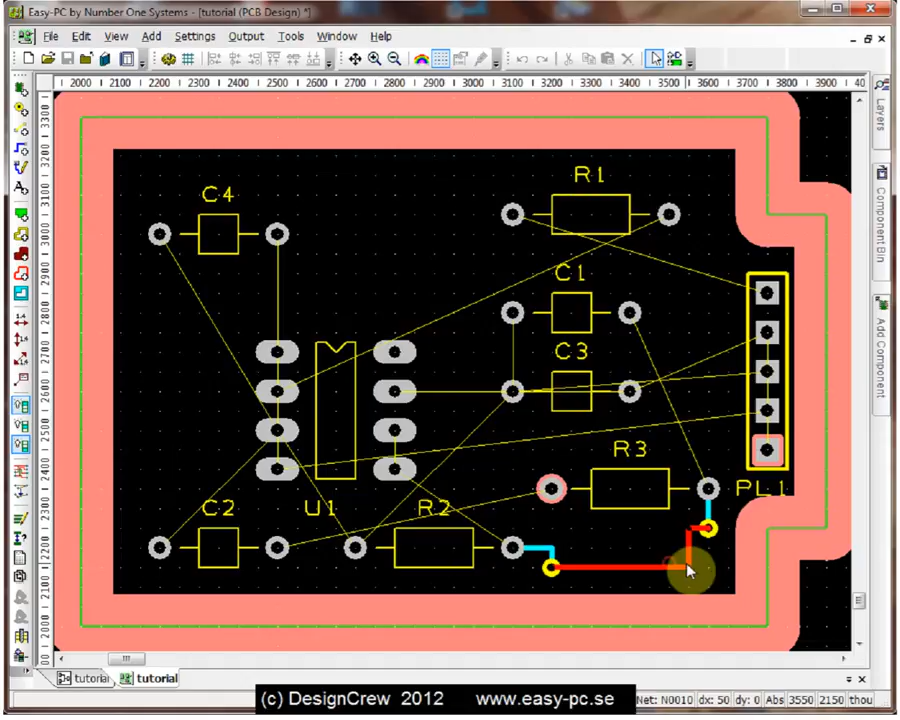 Easy-PC by Number One Systems - [tutorial (PCB Design) *]
File Edit View Add Settings Output Tools Window Help
2000 2100 2200 2300 2400 2500 2600 2700 2800 2900 3000 3100 3200 3300 3400 3500 3600 3700 3800 3900 40
3300
3200
3100
3000
2900
2800
2700
2600
2500
2400
2300
2200
2100
2000
C4
R1
C1
C3
R3
PL1
C2
U1
R2
Layers
Component Bin
Add Component
tutorial
tutorial
(c) DesignCrew 2012 www.easy-pc.se
Net: N0010 dx: 50 dy: 0 Abs 3550 2150 thou